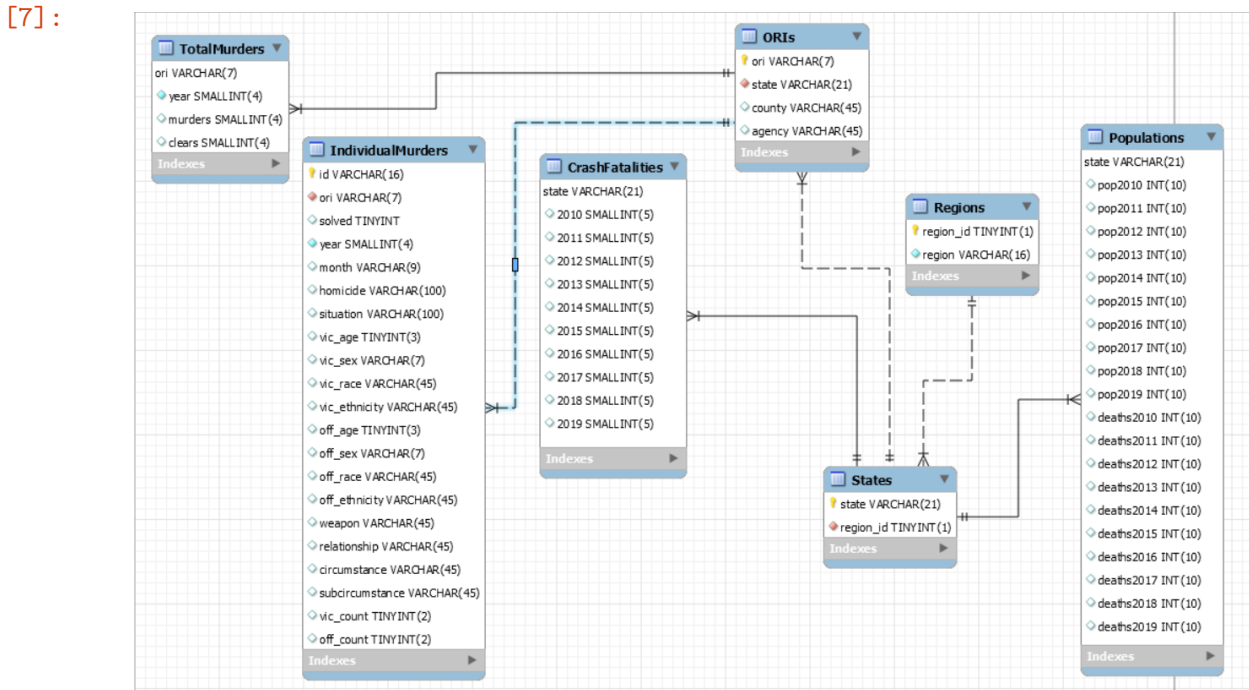 [7]:
TotalMurders
ori VARCHAR(7)
year SMALLINT(4)
murders SMALLINT(4)
clears SMALLINT(4)
Indexes
IndividualMurders
id VARCHAR(16)
ori VARCHAR(7)
solved TINYINT
year SMALLINT(4)
month VARCHAR(9)
homicide VARCHAR(100)
situation VARCHAR(100)
vic_age TINYINT(3)
vic_sex VARCHAR(7)
vic_race VARCHAR(45)
vic_ethnicity VARCHAR(45)
off_age TINYINT(3)
off_sex VARCHAR(7)
off_race VARCHAR(45)
off_ethnicity VARCHAR(45)
weapon VARCHAR(45)
relationship VARCHAR(45)
circumstance VARCHAR(45)
subcircumstance VARCHAR(45)
vic_count TINYINT(2)
off_count TINYINT(2)
Indexes
CrashFatalities
state VARCHAR(21)
2010 SMALLINT(5)
2011 SMALLINT(5)
2012 SMALLINT(5)
2013 SMALLINT(5)
2014 SMALLINT(5)
2015 SMALLINT(5)
2016 SMALLINT(5)
2017 SMALLINT(5)
2018 SMALLINT(5)
2019 SMALLINT(5)
Indexes
ORIs
ori VARCHAR(7)
state VARCHAR(21)
county VARCHAR(45)
agency VARCHAR(45)
Indexes
Regions
region_id TINYINT(1)
region VARCHAR(16)
Indexes
States
state VARCHAR(21)
region_id TINYINT(1)
Indexes
Populations
state VARCHAR(21)
pop2010 INT(10)
pop2011 INT(10)
pop2012 INT(10)
pop2013 INT(10)
pop2014 INT(10)
pop2015 INT(10)
pop2016 INT(10)
pop2017 INT(10)
pop2018 INT(10)
pop2019 INT(10)
deaths2010 INT(10)
deaths2011 INT(10)
deaths2012 INT(10)
deaths2013 INT(10)
deaths2014 INT(10)
deaths2015 INT(10)
deaths2016 INT(10)
deaths2017 INT(10)
deaths2018 INT(10)
deaths2019 INT(10)
Indexes